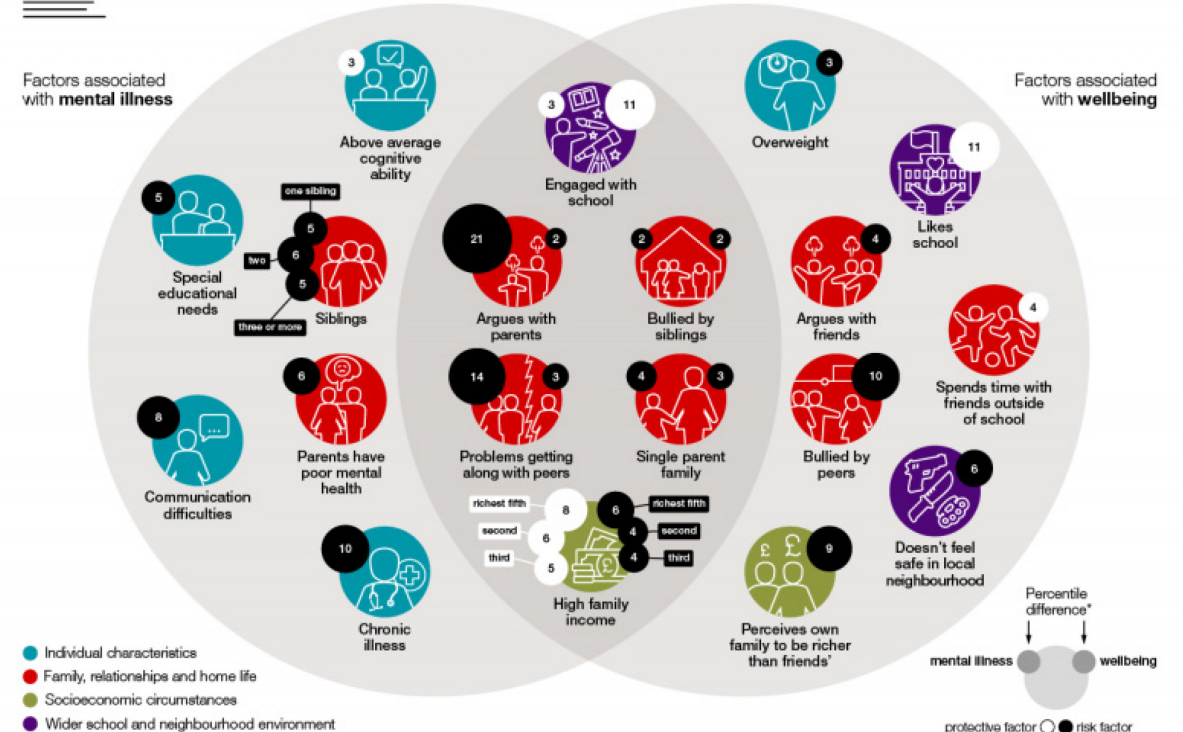 Factors associated
with mental illness
Factors associated
with wellbeing
3
Above average
cognitive
ability
3
11
Engaged with
school
3
Overweight
11
Likes
school
5
Special
educational
needs
one sibling
5
two
6
5
three or more
Siblings
21
2
Argues with
parents
2
2
Bullied by
siblings
4
Argues with
friends
4
Spends time with
friends outside
of school
6
Parents have
poor mental
health
14
3
Problems getting
along with peers
4
3
Single parent
family
10
Bullied by
peers
8
Communication
difficulties
6
Doesn't feel
safe in local
neighbourhood
10
Chronic
illness
richest fifth
8
6
richest fifth
second
6
4
second
third
5
4
third
£
High family
income
£ £
9
Perceives own
family to be richer
than friends'
Individual characteristics
Family, relationships and home life
Socioeconomic circumstances
Wider school and neighbourhood environment
Percentile
difference*
mental illness
wellbeing
protective factor
risk factor